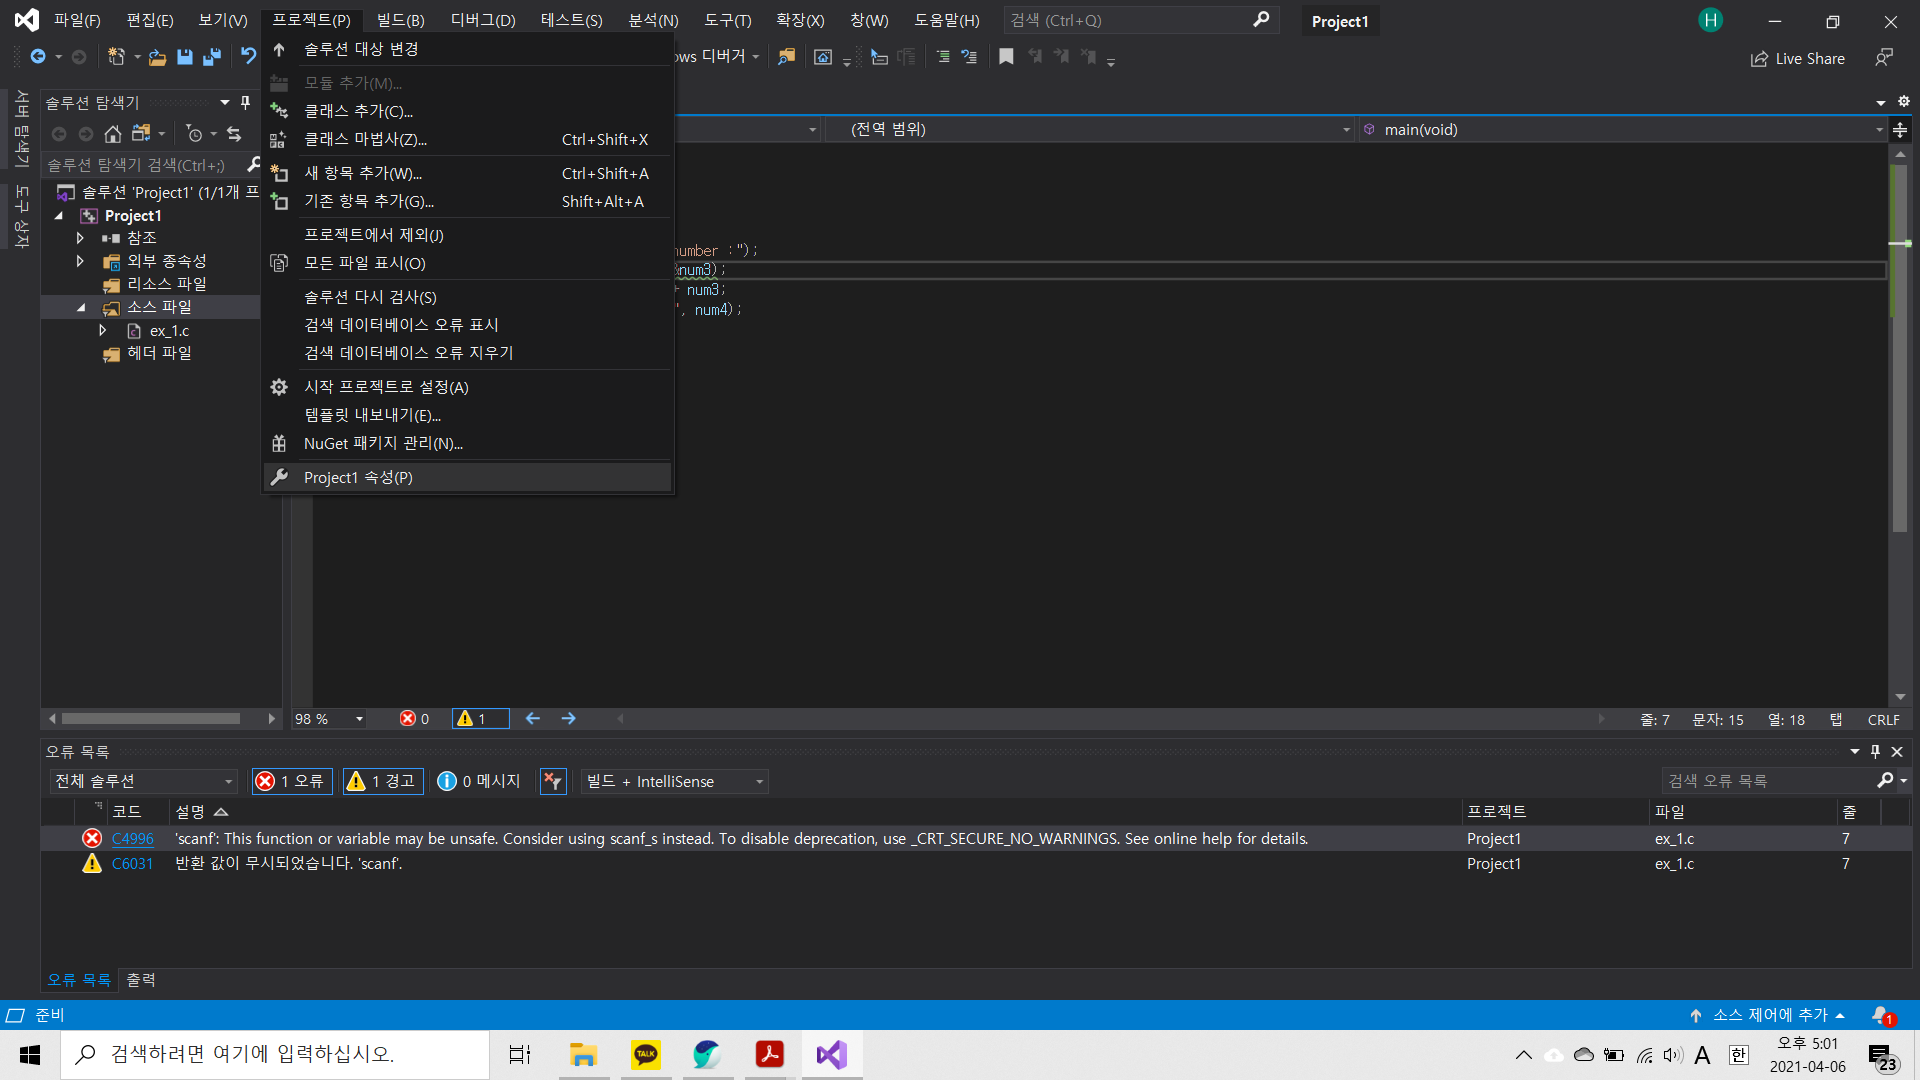 파일(F) 편집(E) 보기(V) 프로젝트(P) 빌드(B) 디버그(D) 테스트(S) 분석(N) 도구(T) 확장(X) 창(W) 도움말(H) 검색 (Ctrl+Q) Project1 H
ows 디버거 Live Share
서버 탐색기
도구 상자
솔루션 탐색기
솔루션 탐색기 검색(Ctrl+;)
솔루션 'Project1' (1/1개 프
Project1
참조
외부 종속성
리소스 파일
소스 파일
ex_1.c
헤더 파일
솔루션 대상 변경
모듈 추가(M)...
클래스 추가(C)...
클래스 마법사(Z)... Ctrl+Shift+X
새 항목 추가(W)... Ctrl+Shift+A
기존 항목 추가(G)... Shift+Alt+A
프로젝트에서 제외(J)
모든 파일 표시(O)
솔루션 다시 검사(S)
검색 데이터베이스 오류 표시
검색 데이터베이스 오류 지우기
시작 프로젝트로 설정(A)
템플릿 내보내기(E)...
NuGet 패키지 관리(N)...
Project1 속성(P)
(전역 범위) main(void)
number :");
&num3);
+ num3;
", num4);
98 % 0 1 줄: 7 문자: 15 열: 18 탭 CRLF
오류 목록
전체 솔루션 1 오류 1 경고 0 메시지 빌드 + IntelliSense 검색 오류 목록
코드 설명 프로젝트 파일 줄
C4996 'scanf': This function or variable may be unsafe. Consider using scanf_s instead. To disable deprecation, use _CRT_SECURE_NO_WARNINGS. See online help for details. Project1 ex_1.c 7
C6031 반환 값이 무시되었습니다. 'scanf'. Project1 ex_1.c 7
오류 목록 출력
준비 소스 제어에 추가 1
검색하려면 여기에 입력하십시오. TALK A 한 오후 5:01
2021-04-06 23